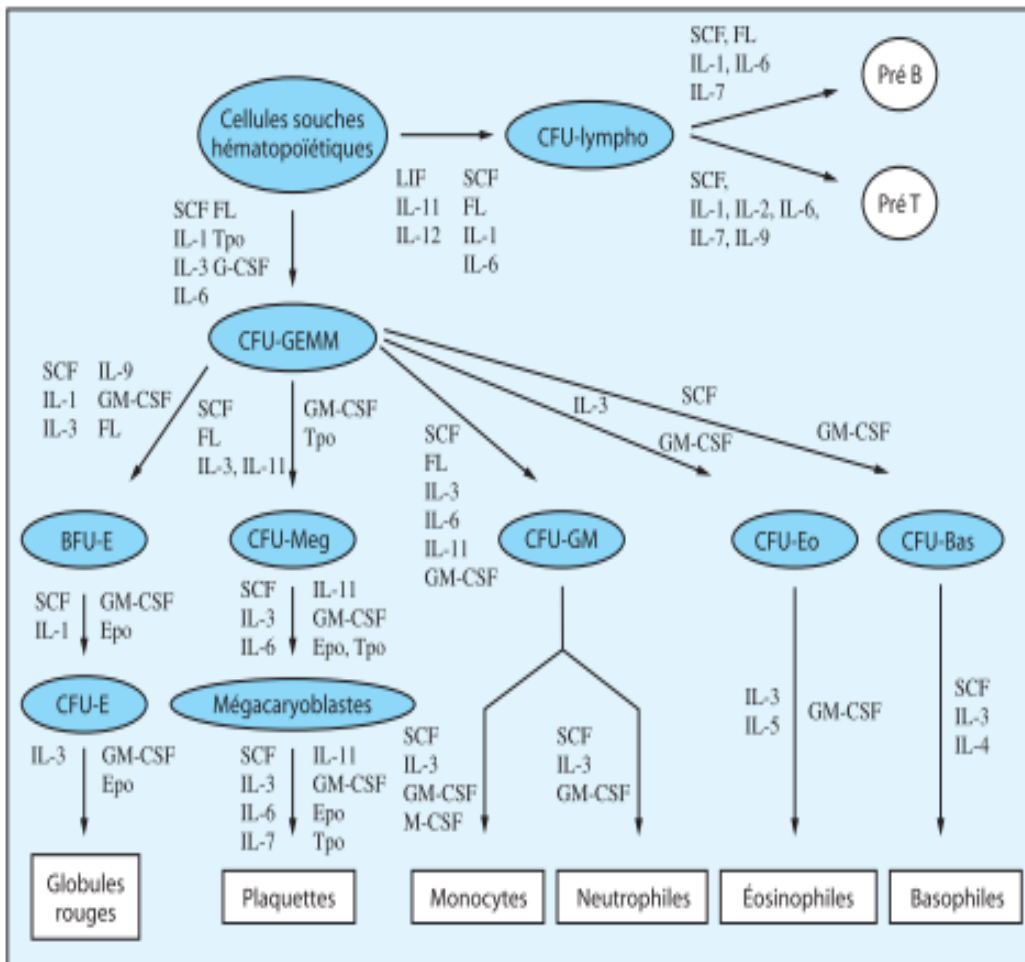 SCF, FL
IL-1, IL-6
IL-7
Pré B
Cellules souches
hématopoïétiques
CFU-lympho
LIF
IL-11
IL-12
SCF
FL
IL-1
IL-6
SCF,
IL-1, IL-2, IL-6,
IL-7, IL-9
Pré T
SCF FL
IL-1 Tpo
IL-3 G-CSF
IL-6
CFU-GEMM
SCF IL-9
IL-1 GM-CSF
IL-3 FL
SCF
FL
IL-3, IL-11
GM-CSF
Tpo
SCF
FL
IL-3
IL-6
IL-11
GM-CSF
IL-3
GM-CSF
SCF
GM-CSF
BFU-E
CFU-Meg
CFU-GM
CFU-Eo
CFU-Bas
SCF
IL-1
GM-CSF
Epo
SCF
IL-3
IL-6
IL-11
GM-CSF
Epo, Tpo
CFU-E
Mégacaryoblastes
IL-3
GM-CSF
Epo
SCF
IL-3
IL-6
IL-7
IL-11
GM-CSF
Epo
Tpo
SCF
IL-3
GM-CSF
M-CSF
SCF
IL-3
GM-CSF
IL-3
IL-5
GM-CSF
SCF
IL-3
IL-4
Globules
rouges
Plaquettes
Monocytes
Neutrophiles
Éosinophiles
Basophiles